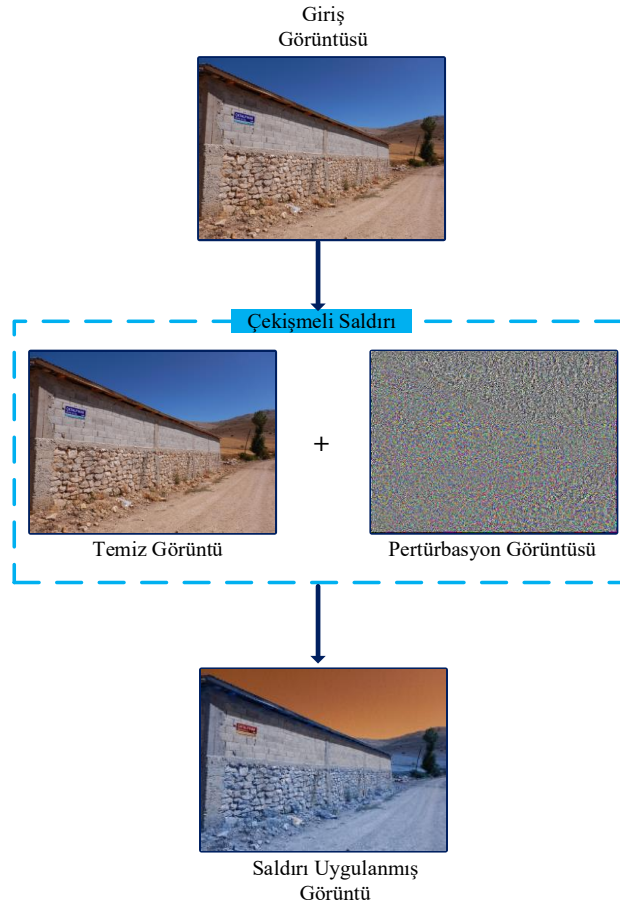 Giriş
Görüntüsü
Çekişmeli Saldırı
+
Temiz Görüntü
Pertürbasyon Görüntüsü
Saldırı Uygulanmış
Görüntü